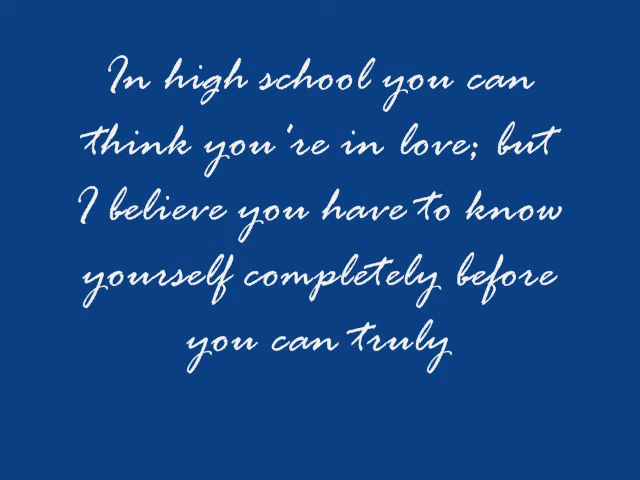 In high school you can
think you're in love; but
I believe you have to know
yourself completely before
you can truly